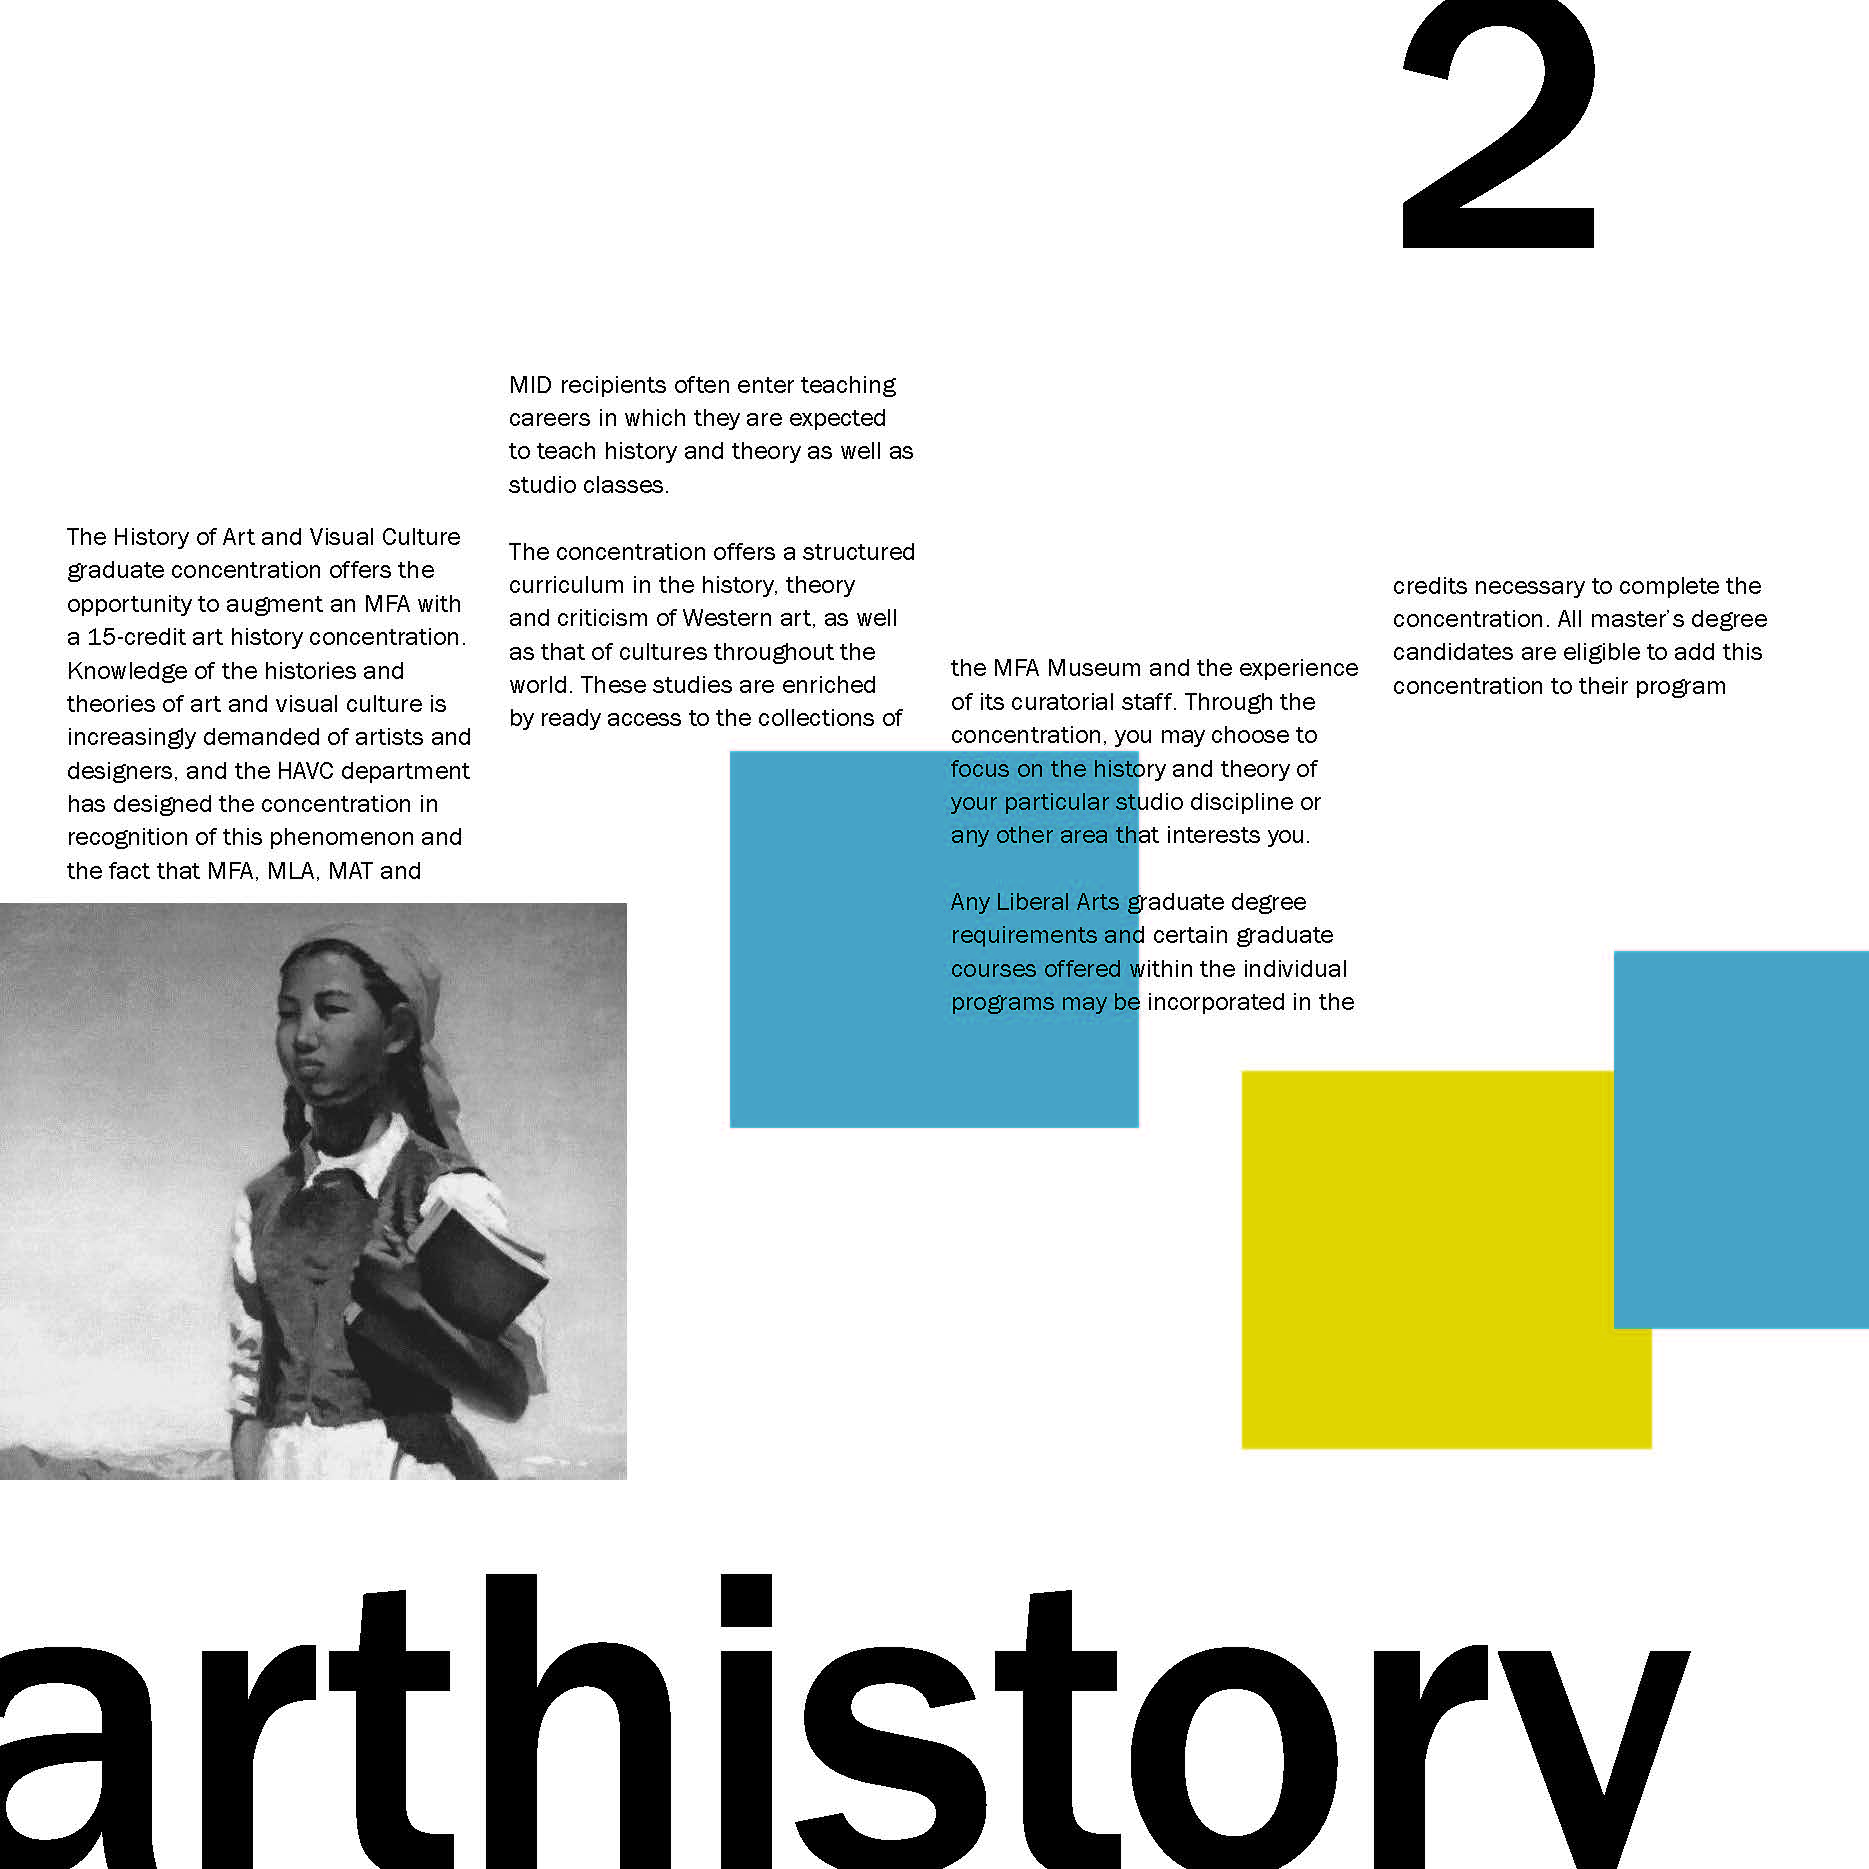 2
The History of Art and Visual Culture
graduate concentration offers the
opportunity to augment an MFA with
a 15-credit art history concentration.
Knowledge of the histories and
theories of art and visual culture is
increasingly demanded of artists and
designers, and the HAVC department
has designed the concentration in
recognition of this phenomenon and
the fact that MFA, MLA, MAT and
MID recipients often enter teaching
careers in which they are expected
to teach history and theory as well as
studio classes.
The concentration offers a structured
curriculum in the history, theory
and criticism of Western art, as well
as that of cultures throughout the
world. These studies are enriched
by ready access to the collections of
the MFA Museum and the experience
of its curatorial staff. Through the
concentration, you may choose to
focus on the history and theory of
your particular studio discipline or
any other area that interests you.
Any Liberal Arts graduate degree
requirements and certain graduate
courses offered within the individual
programs may be incorporated in the
credits necessary to complete the
concentration. All master's degree
candidates are eligible to add this
concentration to their program
arthistory